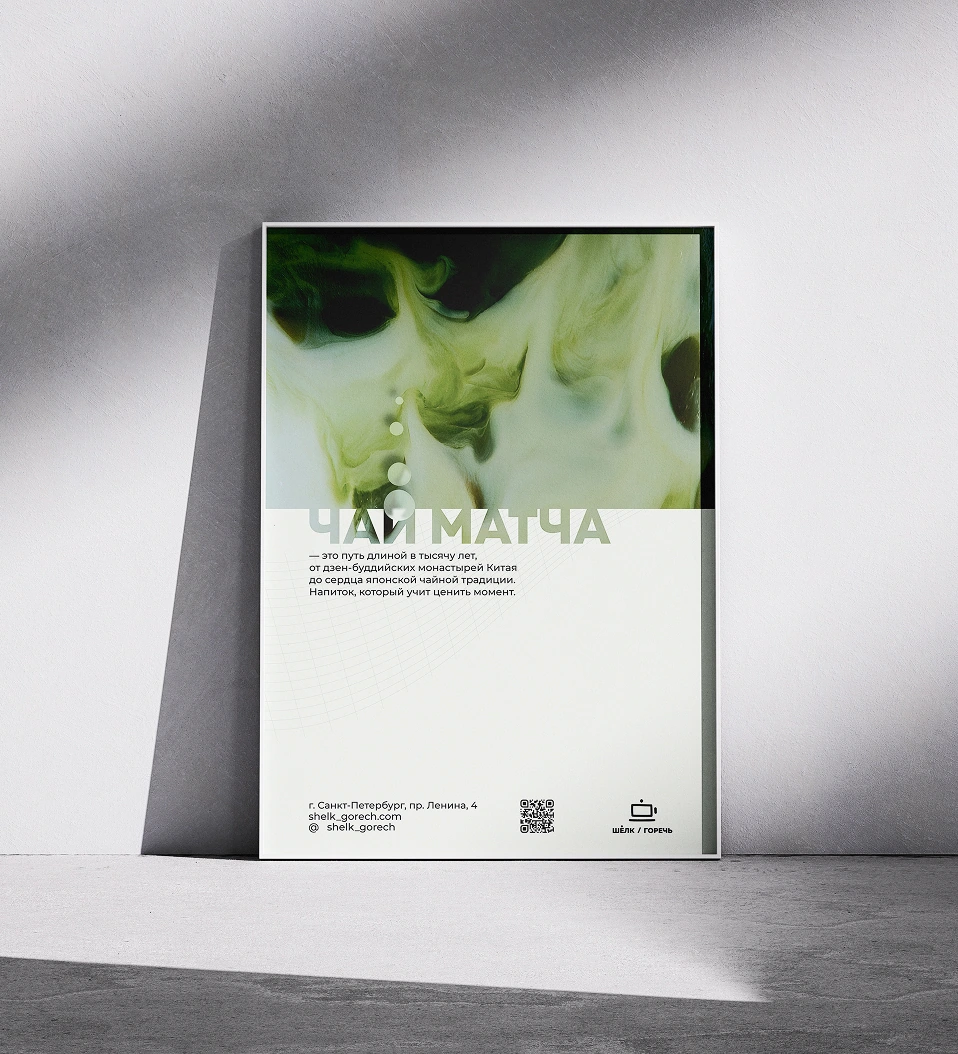 ЧАЙ МАТЧА
— это путь длиной в тысячу лет,
от дзен-буддийских монастырей Китая
до сердца японской чайной традиции.
Напиток, который учит ценить момент.
г. Санкт-Петербург, пр. Ленина, 4
shelk_gorech.com
@ shelk_gorech
ШЁЛК / ГОРЕЧЬ